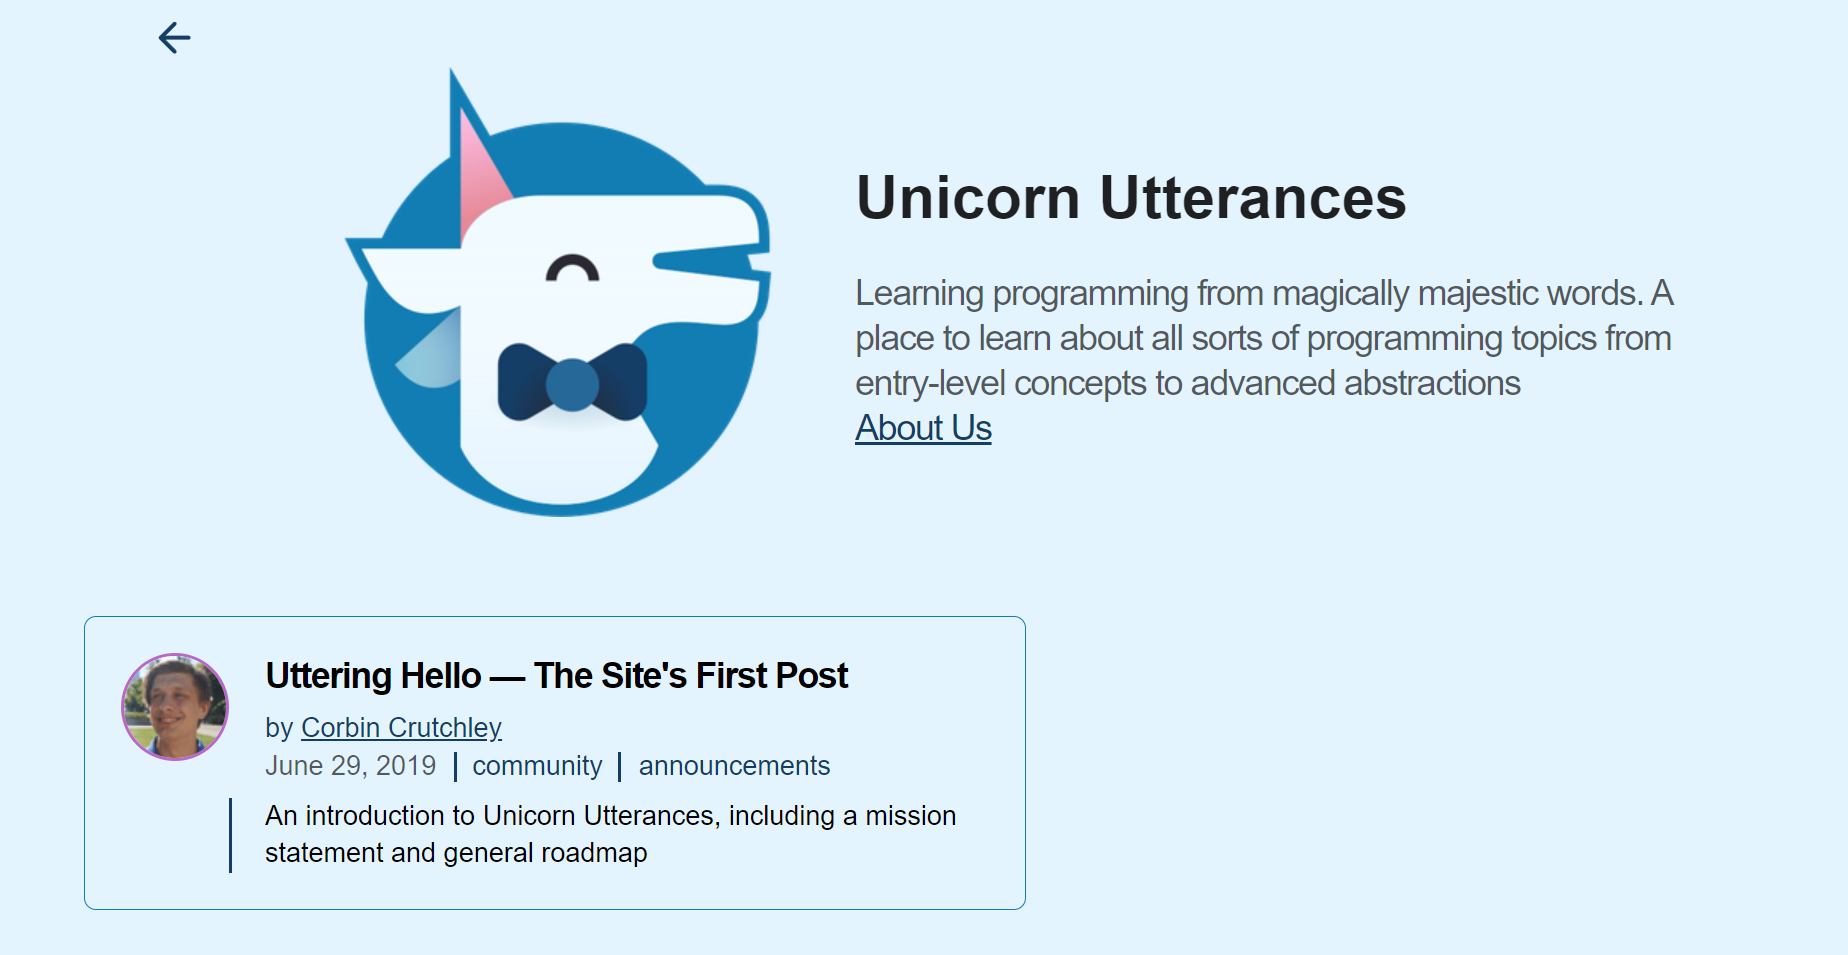 Unicorn Utterances
Learning programming from magically majestic words. A
place to learn about all sorts of programming topics from
entry-level concepts to advanced abstractions
About Us
Uttering Hello — The Site's First Post
by Corbin Crutchley
June 29, 2019 | community | announcements
An introduction to Unicorn Utterances, including a mission
statement and general roadmap